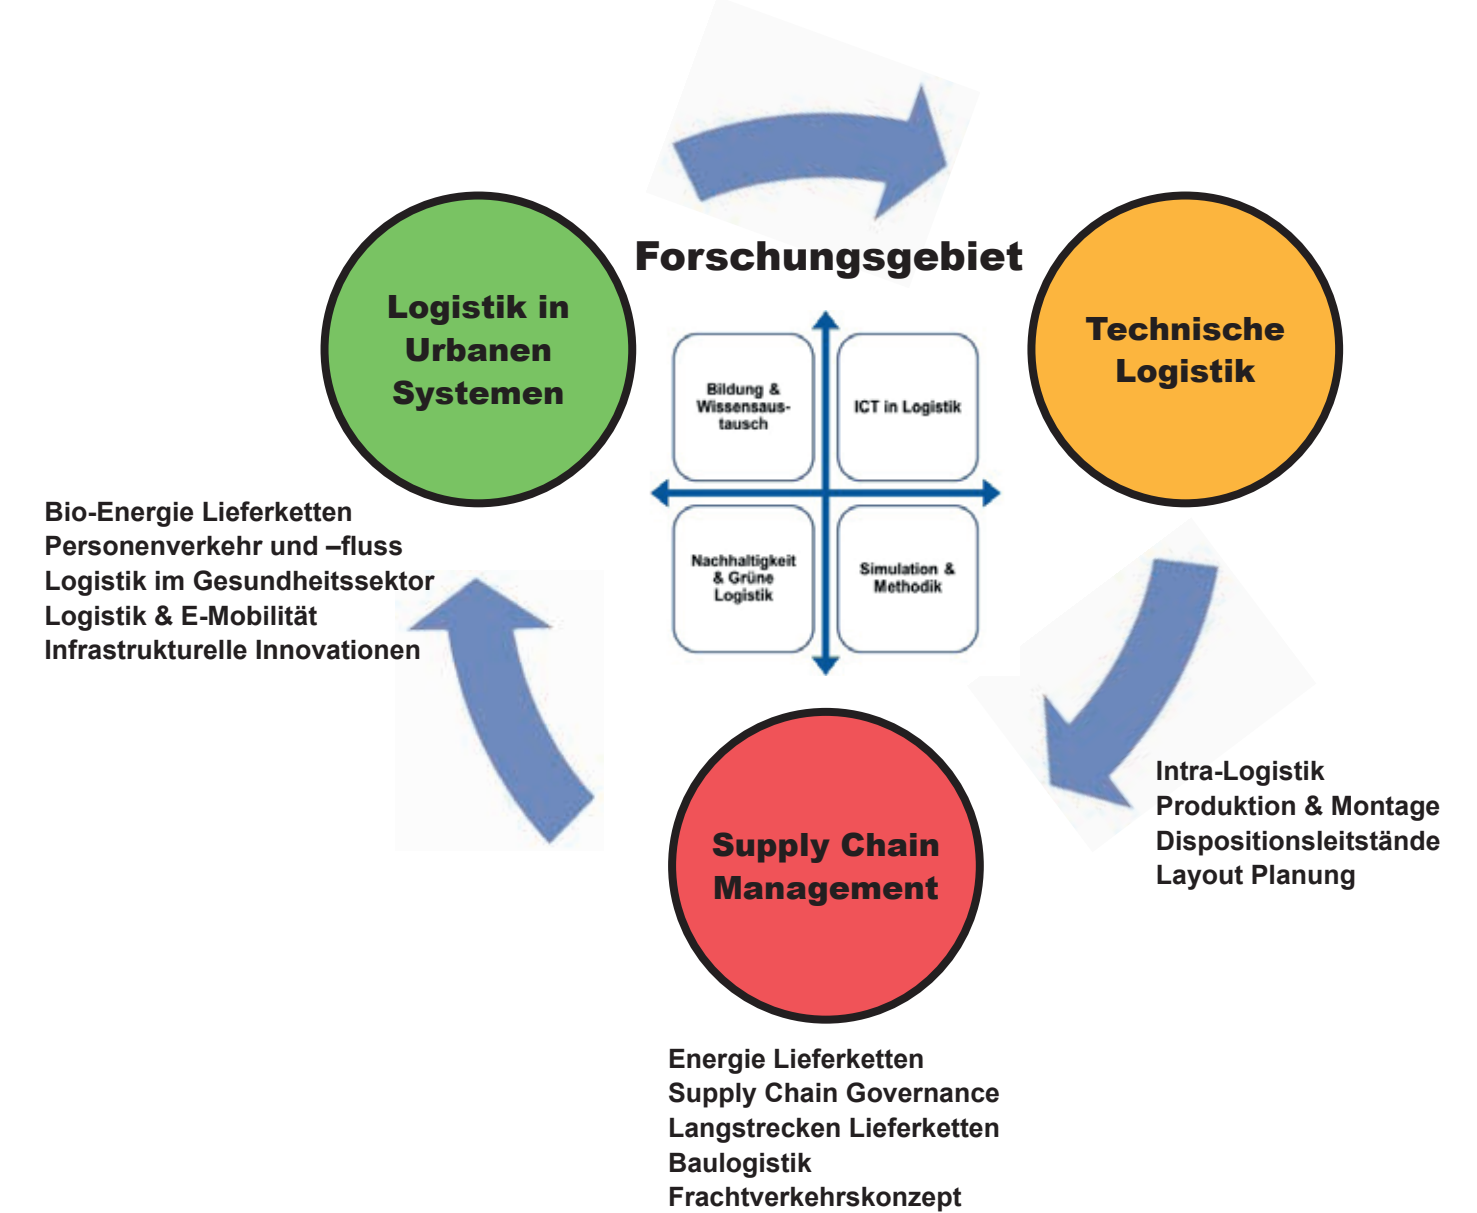 Forschungsgebiet
Logistik in
Urbanen
Systemen
Technische
Logistik
Bildung &
Wissensaus-
tausch
ICT in Logistik
Nachhaltigkeit
& Grüne
Logistik
Simulation &
Methodik
Bio-Energie Lieferketten
Personenverkehr und –fluss
Logistik im Gesundheitssektor
Logistik & E-Mobilität
Infrastrukturelle Innovationen
Intra-Logistik
Produktion & Montage
Dispositionsleitstände
Layout Planung
Supply Chain
Management
Energie Lieferketten
Supply Chain Governance
Langstrecken Lieferketten
Baulogistik
Frachtverkehrskonzept